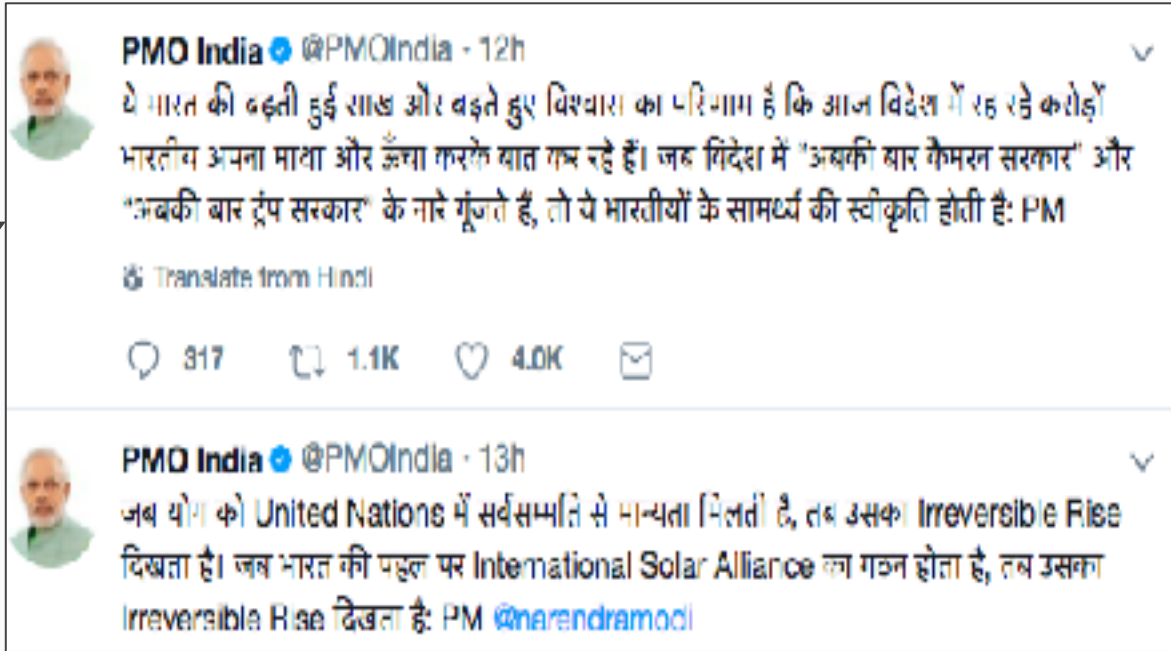 PMO India @PMOIndia · 12h
ये भारत की बढ़ती हुई साख और बढ़ते हुए विश्वास का परिणाम है कि आज विदेश में रह रहे करोड़ों
भारतीय अपना माथा और ऊँचा करके बात कर रहे हैं। जब विदेश में "अबकी बार कैमरन सरकार" और
"अबकी बार ट्रंप सरकार" के नारे गूंजते हैं, तो ये भारतीयों के सामर्थ्य की स्वीकृति होती है: PM
Translate from Hindi
317 1.1K 4.0K
PMO India @PMOIndia · 13h
जब योग को United Nations में सर्वसम्मति से मान्यता मिलती है, तब उसका Irreversible Rise
दिखता है। जब भारत की पहल पर International Solar Alliance का गठन होता है, तब उसका
Irreversible Rise दिखता है: PM @narendramodi